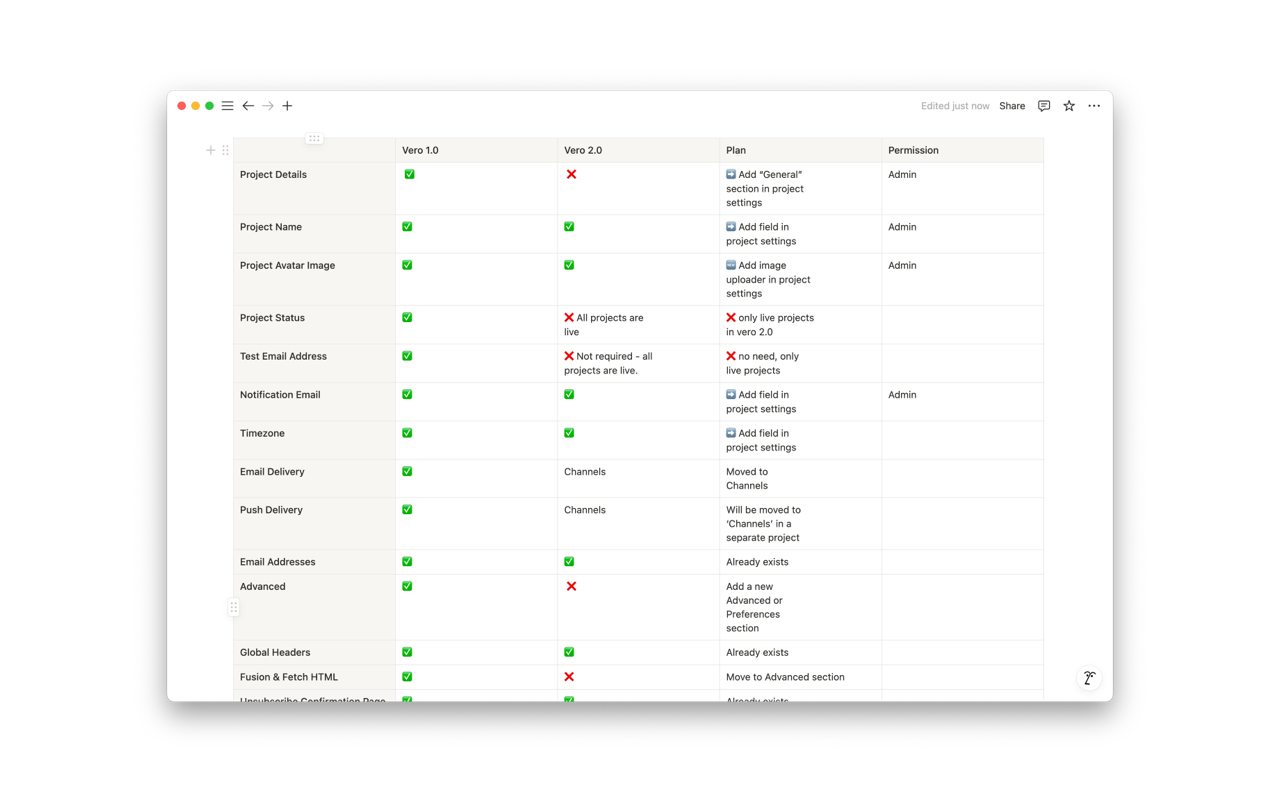 Edited just now Share
Vero 1.0 Vero 2.0 Plan Permission
Project Details ✅ ❌ ➡️ Add “General” Admin
section in project
settings
Project Name ✅ ✅ ➡️ Add field in Admin
project settings
Project Avatar Image ✅ ✅ Add image Admin
uploader in project
settings
Project Status ✅ ❌ All projects are ❌ only live projects
live in vero 2.0
Test Email Address ✅ ❌ Not required - all ❌ no need, only
projects are live. live projects
Notification Email ✅ ✅ ➡️ Add field in Admin
project settings
Timezone ✅ ✅ ➡️ Add field in
project settings
Email Delivery ✅ Channels Moved to
Channels
Push Delivery ✅ Channels Will be moved to
‘Channels’ in a
separate project
Email Addresses ✅ ✅ Already exists
Advanced ✅ ❌ Add a new
Advanced or
Preferences
section
Global Headers ✅ ✅ Already exists
Fusion & Fetch HTML ✅ ❌ Move to Advanced section
Unsubscribe Confirmation Page ✅ ✅ Already exists